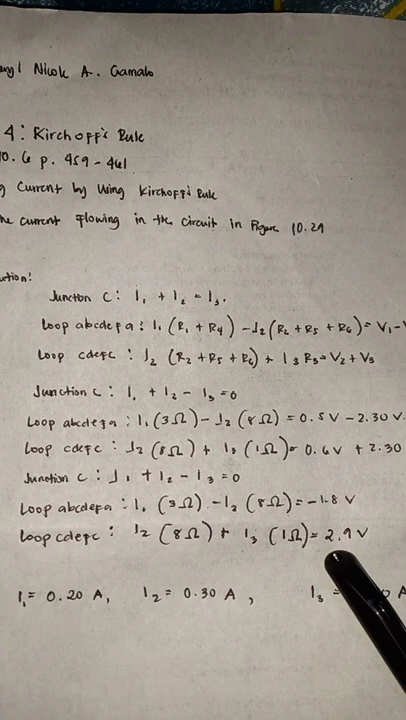 Nicole A. Gamalo
4: Kirchoff's Rule
10.6 p. 459 - 461
g Current by Using Kirchoff's Rule
he current flowing in the circuit in Figure 10.29
uction:
Junction C: I₁ + I₂ = I₃.
Loop abcdefa: I₁ (R₁ + R₄) - I₂ (R₂ + R₅ + R₆) = V₁ -
Loop cdefc: I₂ (R₂ + R₅ + R₆) + I₃ R₃ = V₂ + V₃
Junction C: I₁ + I₂ - I₃ = 0
Loop abcdefa: I₁ (3Ω) - I₂ (8Ω) = 0.5V - 2.30 V.
Loop cdefc: I₂ (8Ω) + I₃ (1Ω) = 0.6V + 2.30
Junction C: I₁ + I₂ - I₃ = 0
Loop abcdefa: I₁ (3Ω) - I₂ (8Ω) = -1.8 V
Loop cdefc: I₂ (8Ω) + I₃ (1Ω) = 2.9 V
I₁ = 0.20 A, I₂ = 0.30 A, I₃ = A